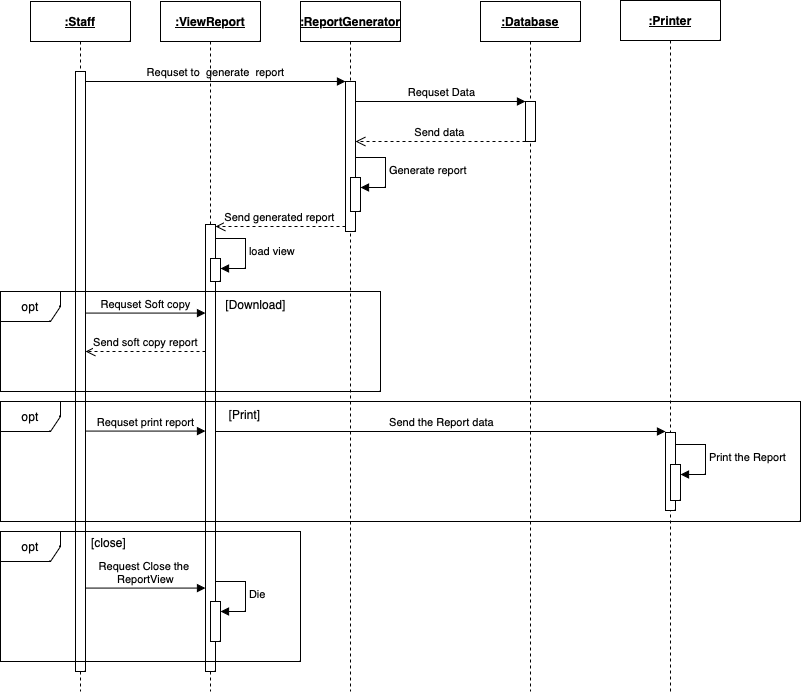 :Staff
:ViewReport
:ReportGenerator
:Database
:Printer
Requset to generate report
Requset Data
Send data
Generate report
Send generated report
load view
opt
Requset Soft copy
[Download]
Send soft copy report
opt
Requset print report
[Print]
Send the Report data
Print the Report
opt
[close]
Request Close the
ReportView
Die